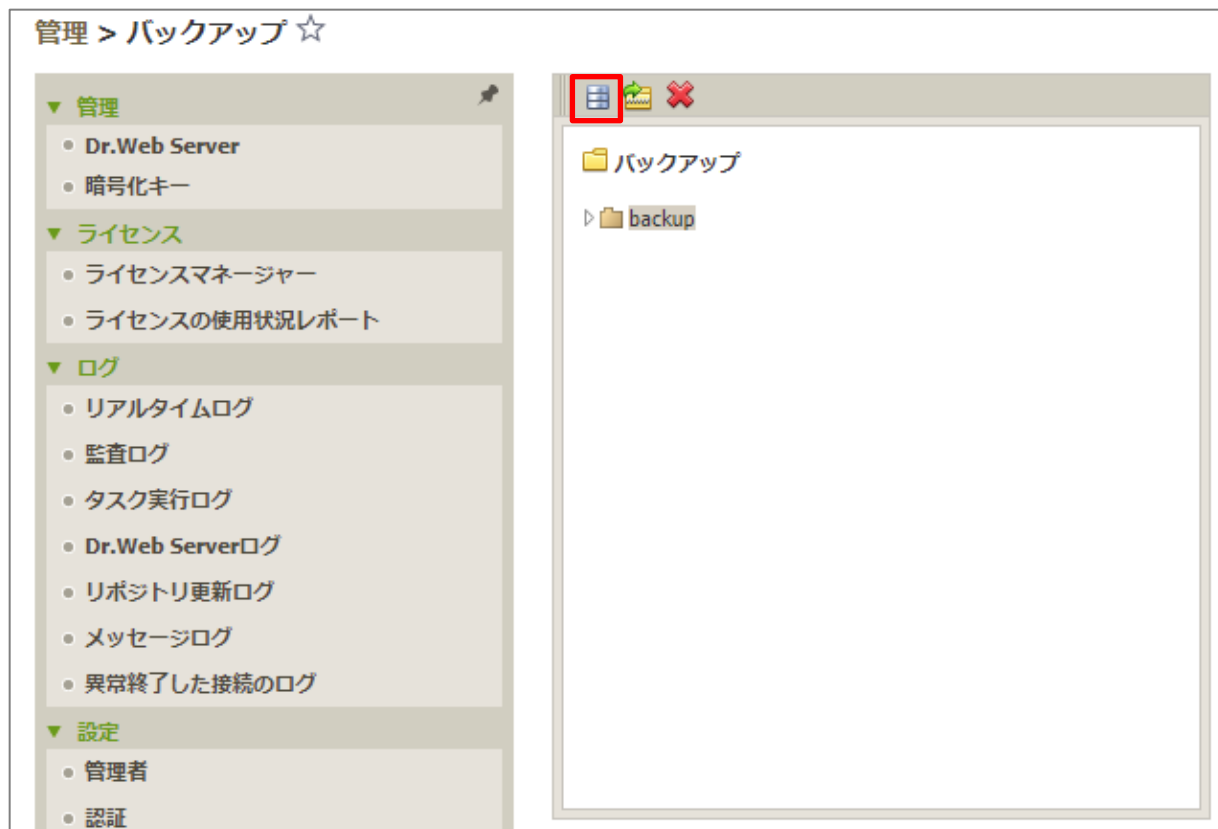 管理 > バックアップ ☆
管理
Dr.Web Server
暗号化キー
ライセンス
ライセンスマネージャー
ライセンスの使用状況レポート
ログ
リアルタイムログ
監査ログ
タスク実行ログ
Dr.Web Serverログ
リポジトリ更新ログ
メッセージログ
異常終了した接続のログ
設定
管理者
認証
バックアップ
backup